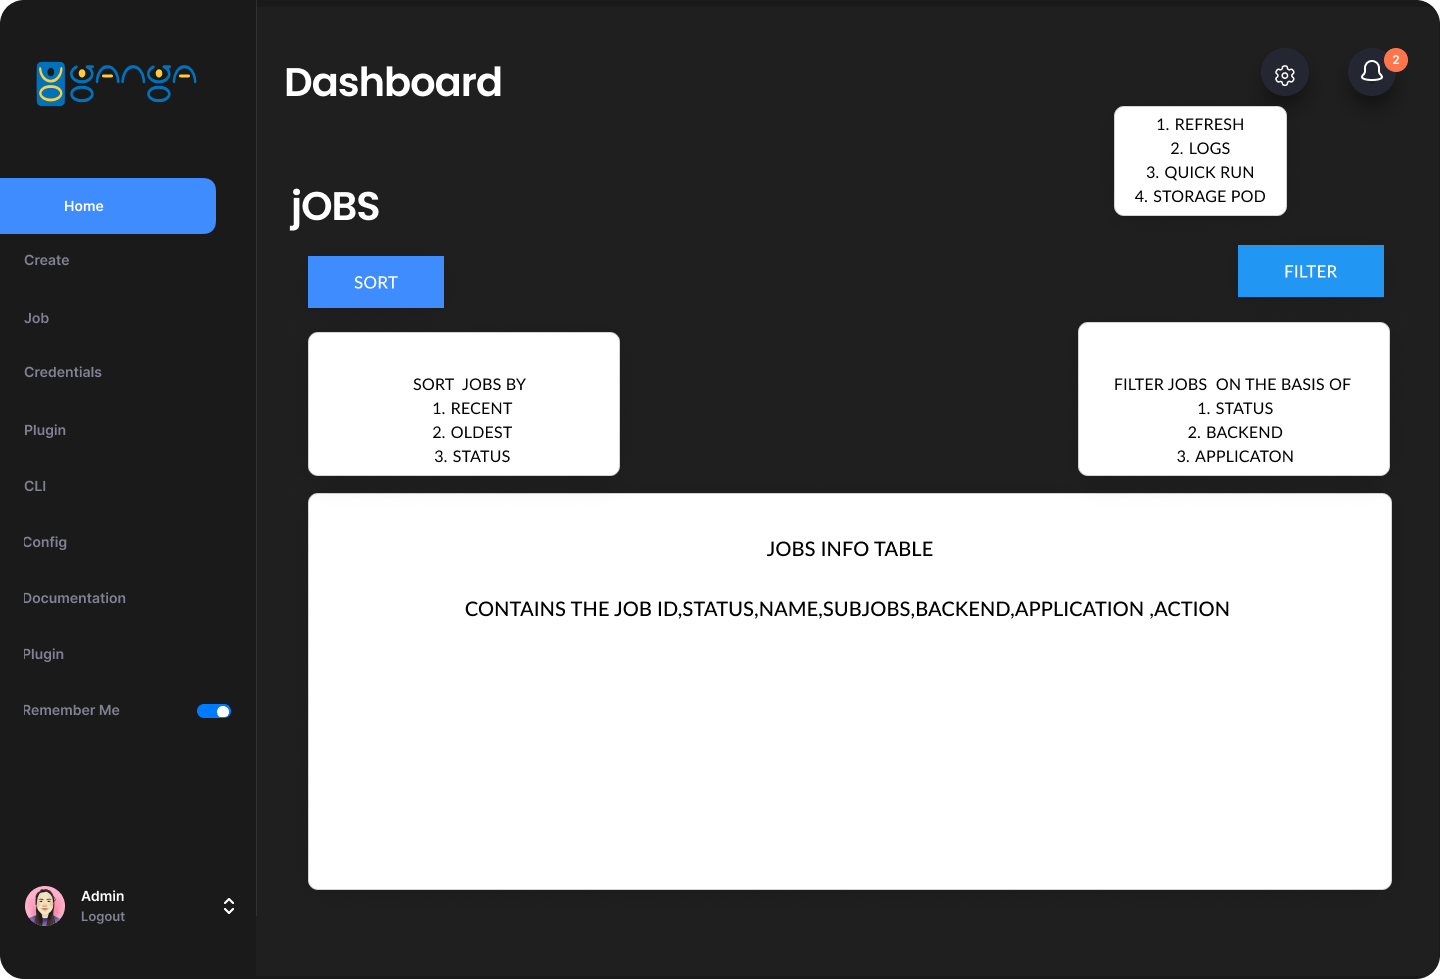 ganga
Home
Create
Job
Credentials
Plugin
CLI
Config
Documentation
Plugin
Remember Me
Admin
Logout
Dashboard
2
1. REFRESH
2. LOGS
3. QUICK RUN
4. STORAGE POD
jOBS
SORT
FILTER
SORT  JOBS BY
1. RECENT
2. OLDEST
3. STATUS
FILTER JOBS  ON THE BASIS OF
1. STATUS
2. BACKEND
3. APPLICATON
JOBS INFO TABLE
CONTAINS THE JOB ID,STATUS,NAME,SUBJOBS,BACKEND,APPLICATION ,ACTION